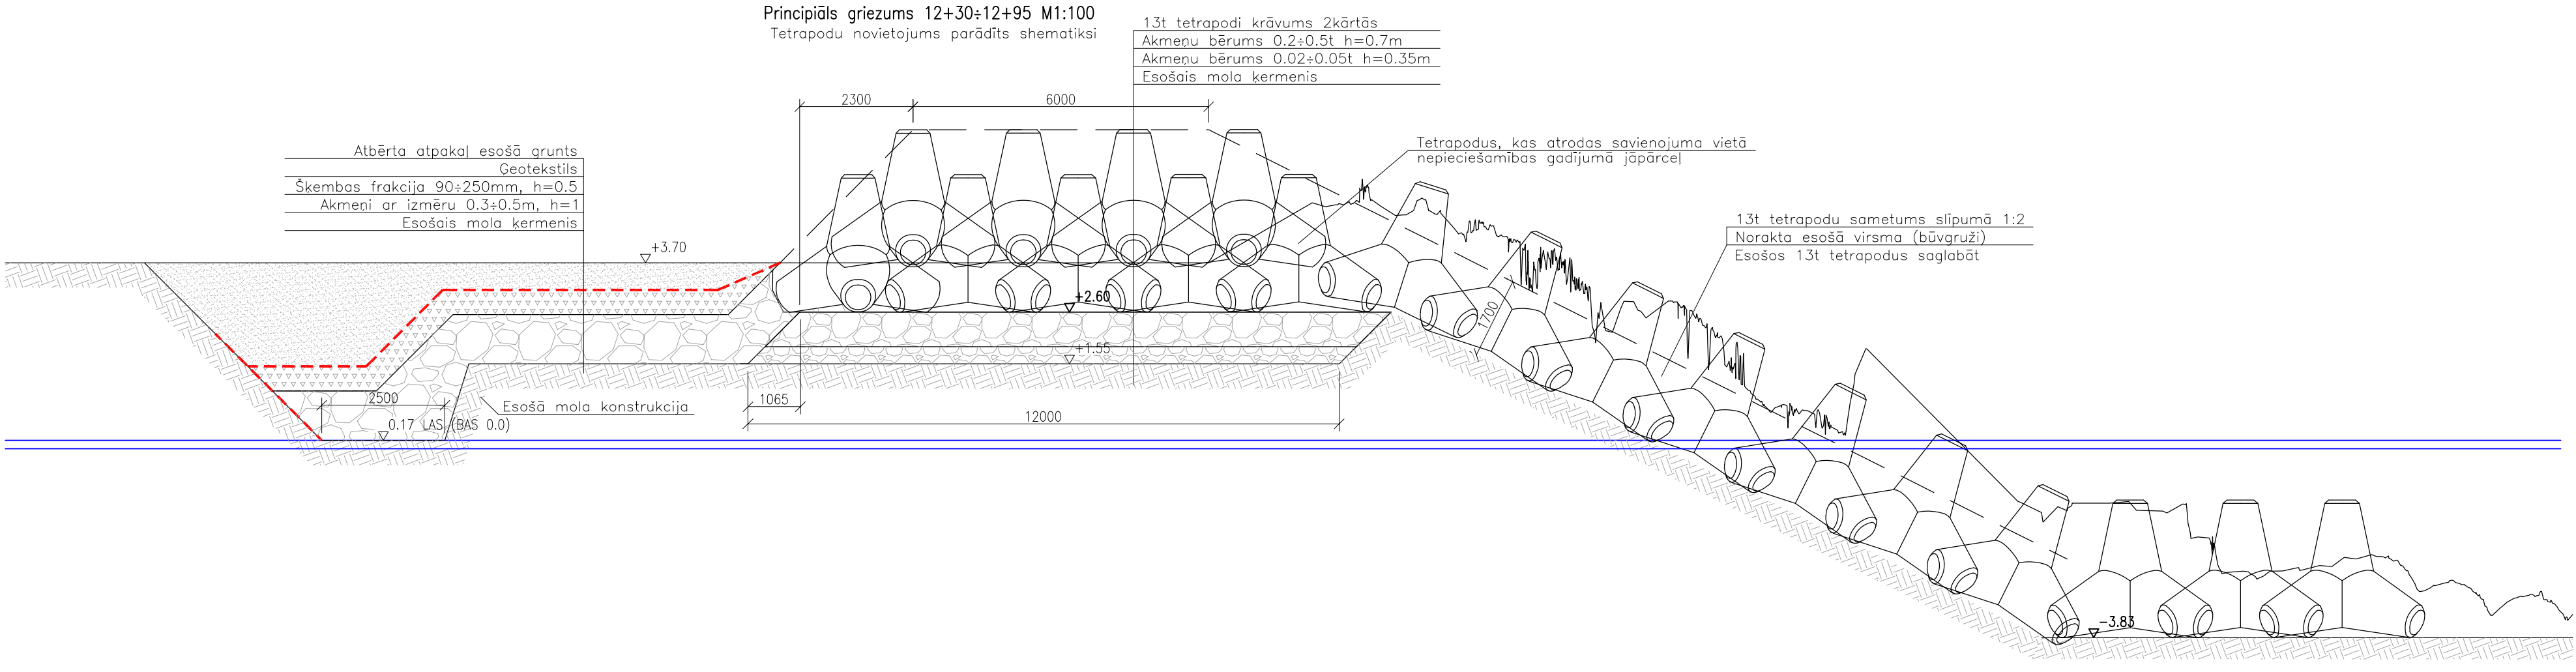 Principiāls griezums 12+30÷12+95 M1:100
Tetrapodu novietojums parādīts shematiksi
13t tetrapodi krāvums 2kārtās
Akmeņu bērums 0.2÷0.5t h=0.7m
Akmeņu bērums 0.02÷0.05t h=0.35m
Esošais mola ķermenis
2300
6000
Atbērta atpakaļ esošā grunts
Ģeotekstils
Šķembas frakcija 90÷250mm, h=0.5
Akmeņi ar izmēru 0.3÷0.5m, h=1
Esošais mola ķermenis
Tetrapodus, kas atrodas savienojuma vietā
nepieciešamības gadījumā jāpārceļ
13t tetrapodu sametums slīpumā 1:2
Norakta esošā virsma (būvgruži)
Esošos 13t tetrapodus saglabāt
+3.70
+2.60
1700
+1.55
2500
Esošā mola konstrukcija
1065
12000
0.17 LAS (BAS 0.0)
-3.83